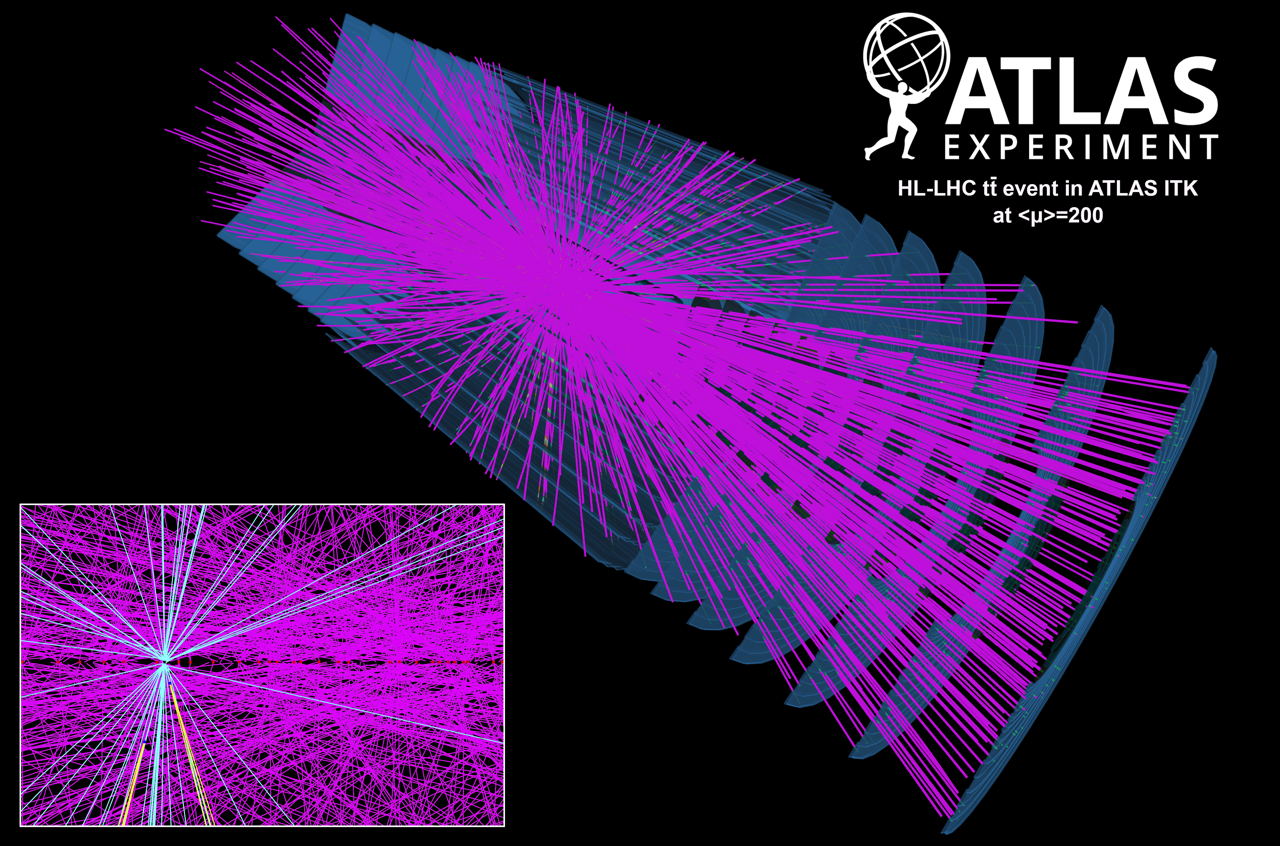 ATLAS
EXPERIMENT
HL-LHC tt̄ event in ATLAS ITK
at <µ>=200